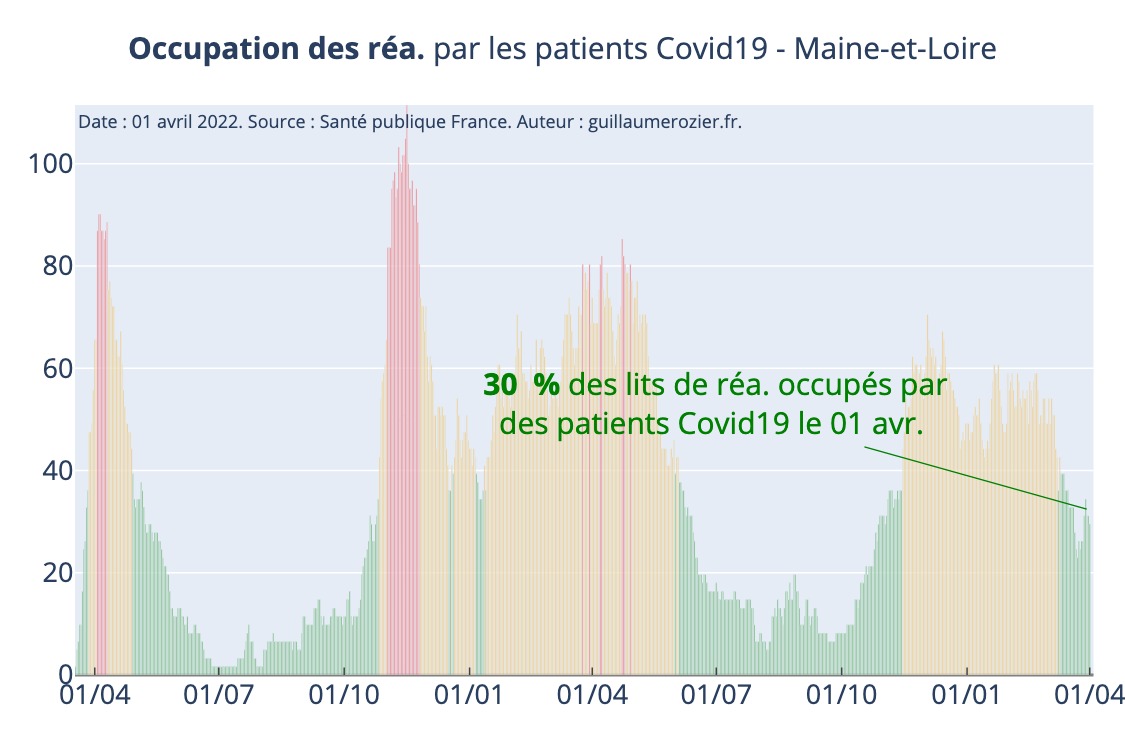 Occupation des réa. par les patients Covid19 - Maine-et-Loire
Date : 01 avril 2022. Source : Santé publique France. Auteur : guillaumerozier.fr.
100
80
60
40
20
0
30 % des lits de réa. occupés par
des patients Covid19 le 01 avr.
01/04 01/07 01/10 01/01 01/04 01/07 01/10 01/01 01/04